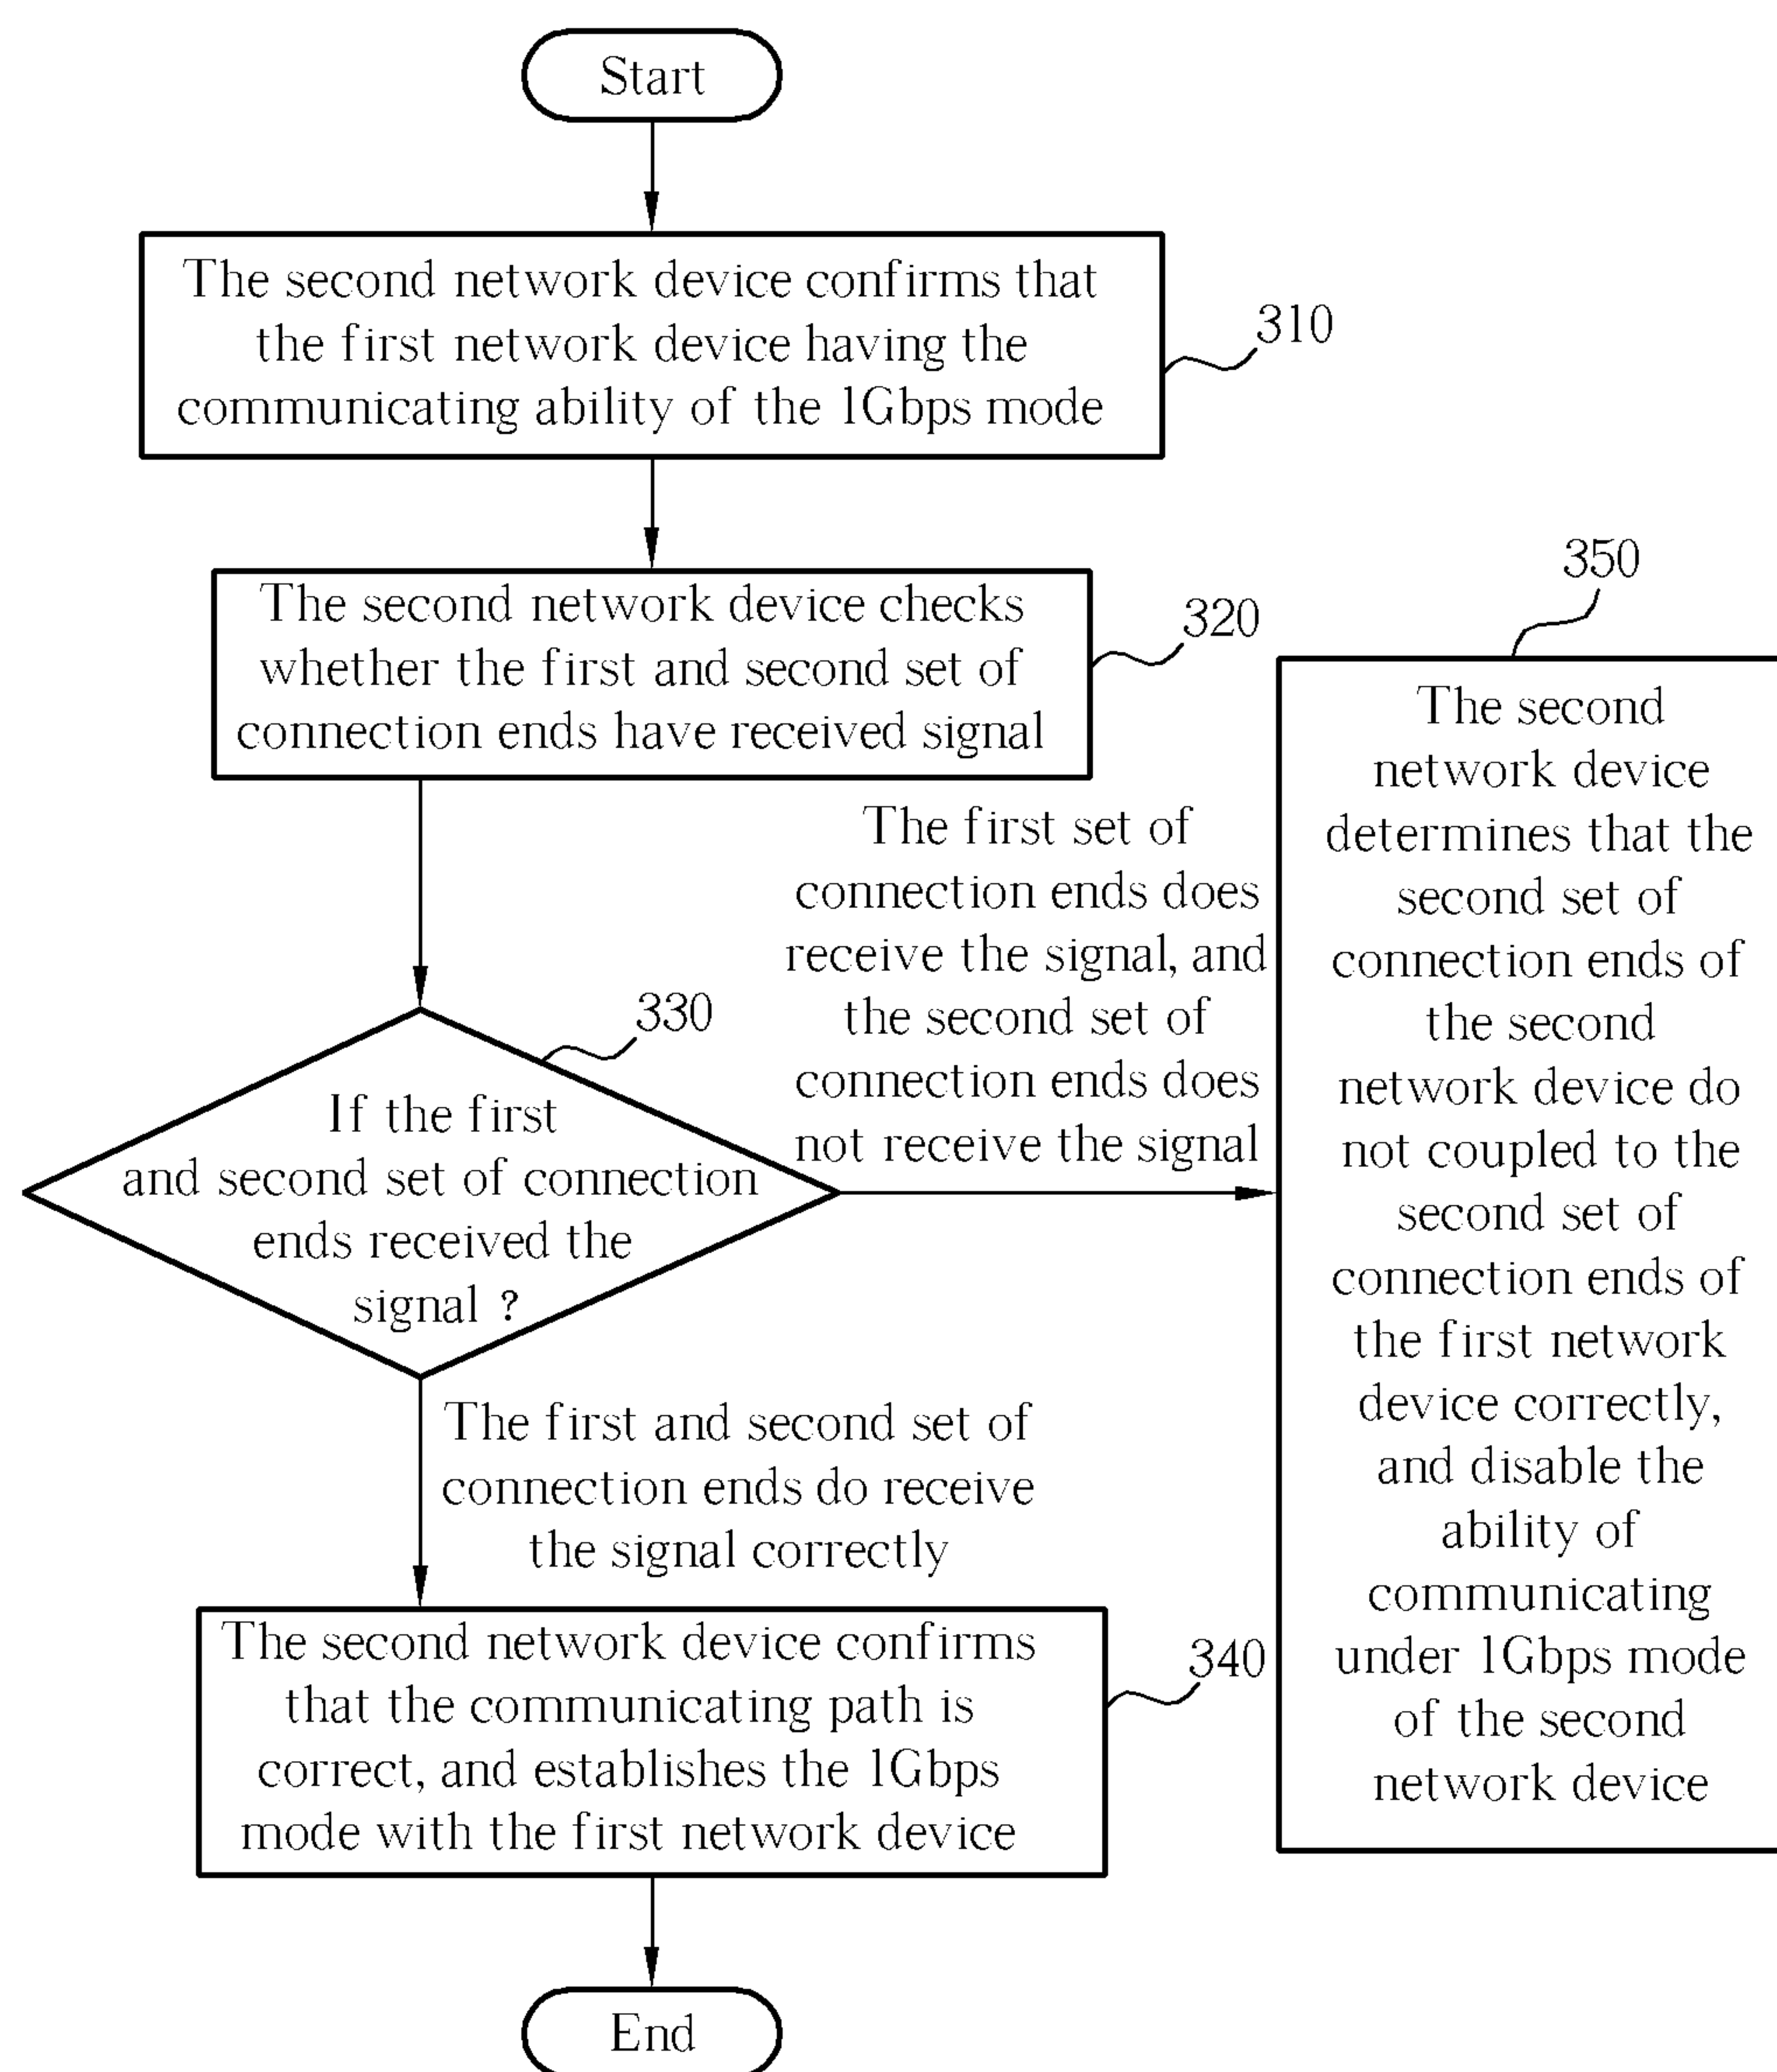 Start
The second network device confirms that
the first network device having the
communicating ability of the 1Gbps mode
310
The second network device checks
whether the first and second set of
connection ends have received signal
320
If the first
and second set of connection
ends received the
signal ?
330
The first set of
connection ends does
receive the signal, and
the second set of
connection ends does
not receive the signal
350
The second
network device
determines that the
second set of
connection ends of
the second
network device do
not coupled to the
second set of
connection ends of
the first network
device correctly,
and disable the
ability of
communicating
under 1Gbps mode
of the second
network device
The first and second set of
connection ends do receive
the signal correctly
The second network device confirms
that the communicating path is
correct, and establishes the 1Gbps
mode with the first network device
340
End